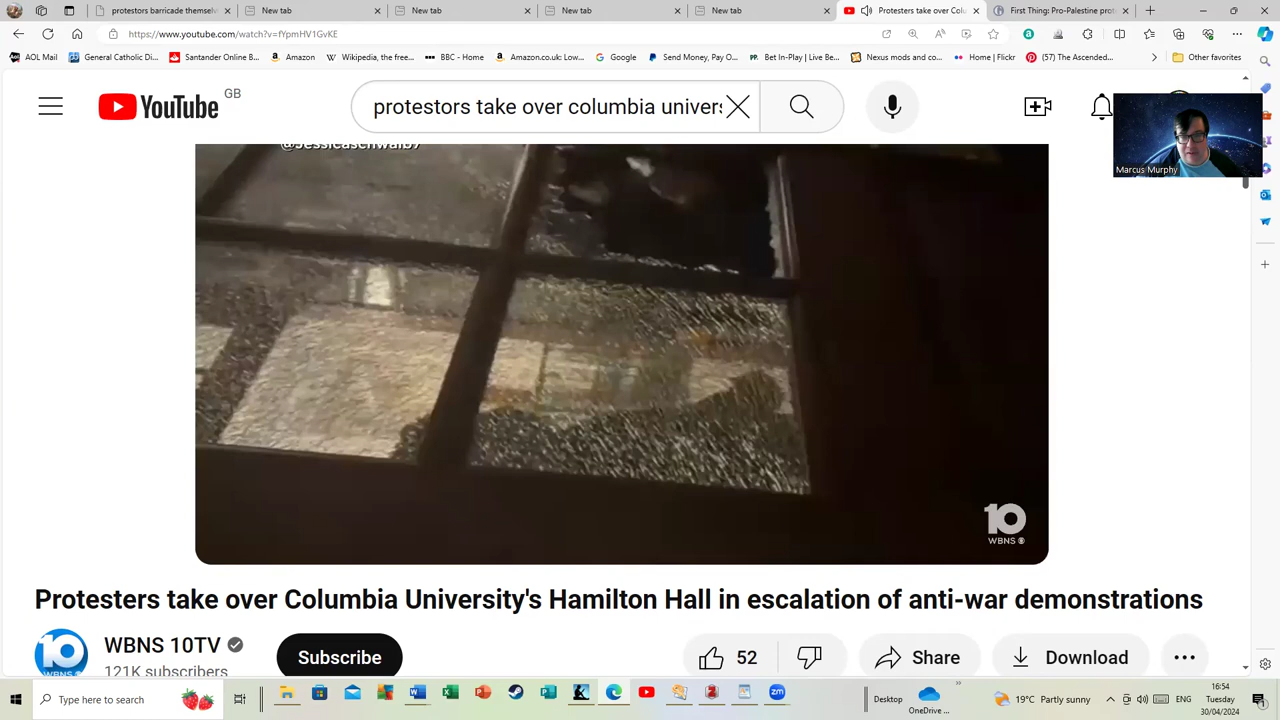 protestors barricade themselv
New tab
New tab
New tab
New tab
Protesters take over Colu
First Thing: Pro-Palestine prot
https://www.youtube.com/watch?v=fYpmHV1GvKE
AOL Mail
General Catholic Di...
Santander Online B...
Amazon
Wikipedia, the free...
BBC - Home
Amazon.co.uk: Low...
Google
Send Money, Pay O...
Bet In-Play | Live Be...
Nexus mods and co...
Home | Flickr
(57) The Ascended...
Other favorites
YouTube GB
protestors take over columbia univers
Marcus Murphy
@Jessicaschwalb7
10
WBNS
Protesters take over Columbia University's Hamilton Hall in escalation of anti-war demonstrations
WBNS 10TV
121K subscribers
Subscribe
52
Share
Download
Type here to search
Desktop
OneDrive ...
19°C Partly sunny
ENG
16:54
Tuesday
30/04/2024